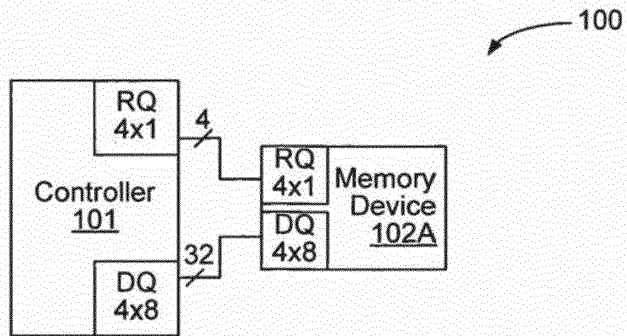 100
RQ
4x1
4
RQ
4x1
Controller
101
Memory
Device
102A
DQ
4x8
32
DQ
4x8